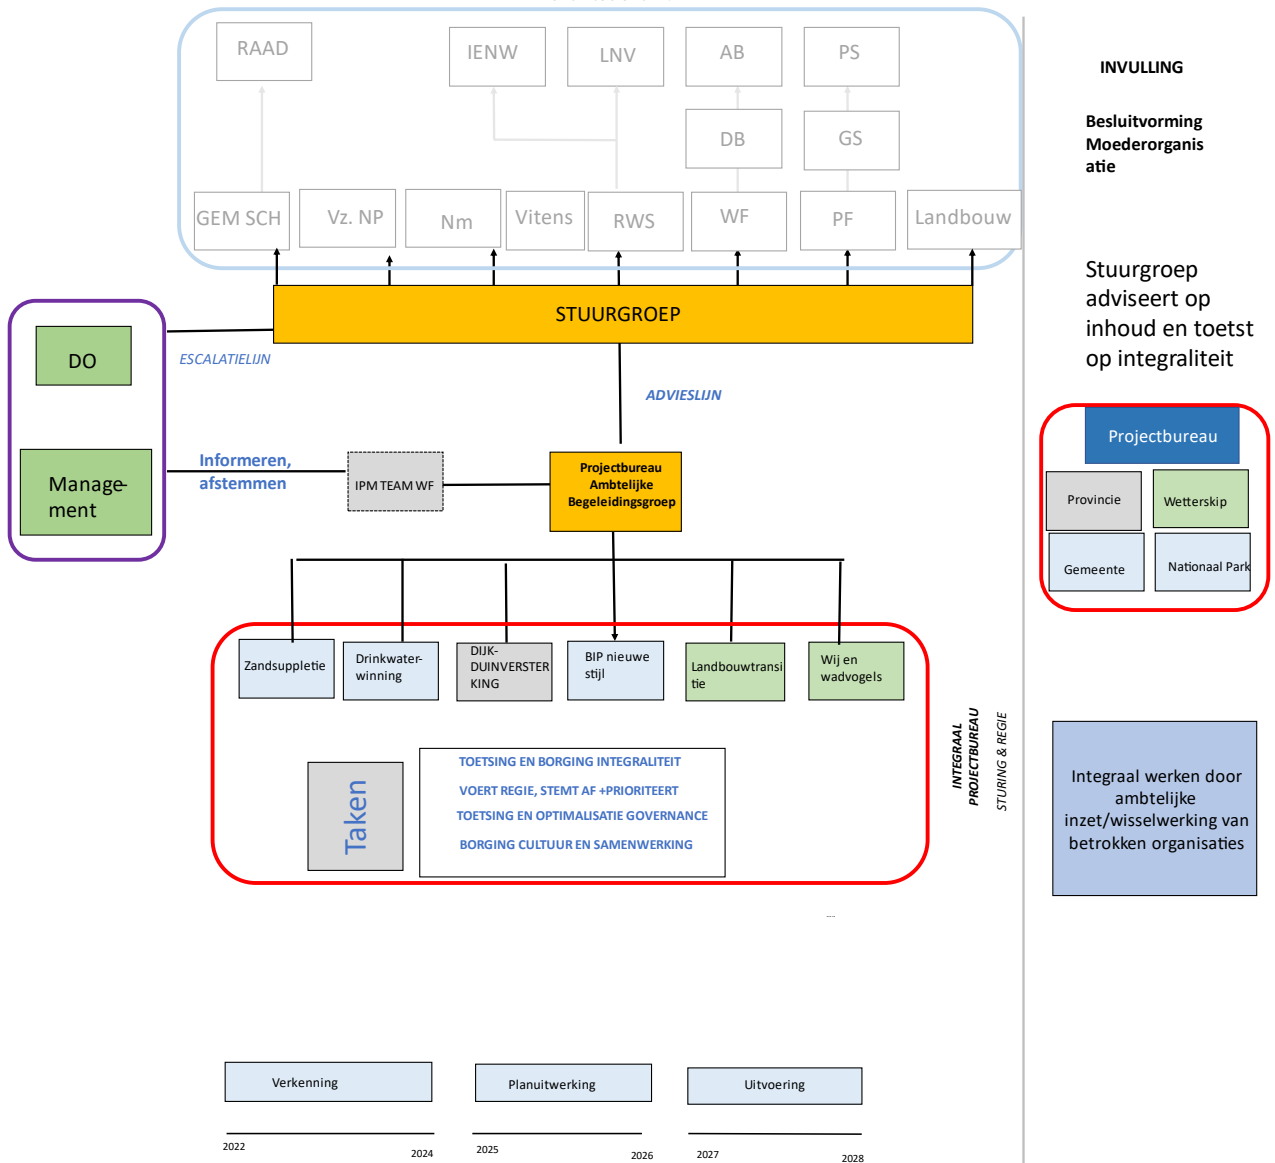 RAAD
IENW
LNV
AB
PS
DB
GS
GEM SCH
Vz. NP
Nm
Vitens
RWS
WF
PF
Landbouw
INVULLING
Besluitvorming
Moederorganis
atie
STUURGROEP
Stuurgroep
adviseert op
inhoud en toetst
op integraliteit
DO
ESCALATIELIJN
ADVIESLIJN
Manage-
ment
Informeren,
afstemmen
IPM TEAM WF
Projectbureau
Ambtelijke
Begeleidingsgroep
Projectbureau
Provincie
Wetterskip
Gemeente
Nationaal Park
Zandsuppletie
Drinkwater-
winning
DIJK-
DUINVERSTER
KING
BIP nieuwe
stijl
Landbouwtransi
tie
Wij en
wadvogels
INTEGRAAL
PROJECTBUREAU
STURING & REGIE
Taken
TOETSING EN BORGING INTEGRALITEIT
VOERT REGIE, STEMT AF +PRIORITEERT
TOETSING EN OPTIMALISATIE GOVERNANCE
BORGING CULTUUR EN SAMENWERKING
Integraal werken door
ambtelijke
inzet/wisselwerking van
betrokken organisaties
Verkenning
Planuitwerking
Uitvoering
2022
2024
2025
2026
2027
2028